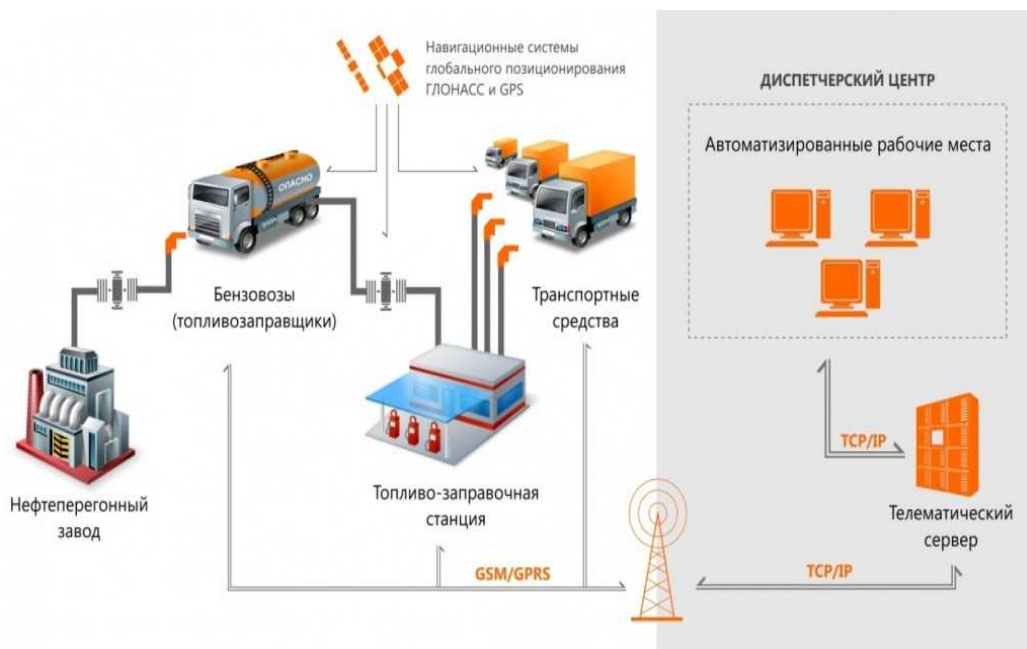 Навигационные системы
глобального позиционирования
ГЛОНАСС и GPS
ДИСПЕТЧЕРСКИЙ ЦЕНТР
Автоматизированные рабочие места
ОПАСНО
Бензовозы
(топливозаправщики)
Транспортные
средства
TCP/IP
Нефтеперегонный
завод
Топливо-заправочная
станция
Телематический
сервер
GSM/GPRS
TCP/IP